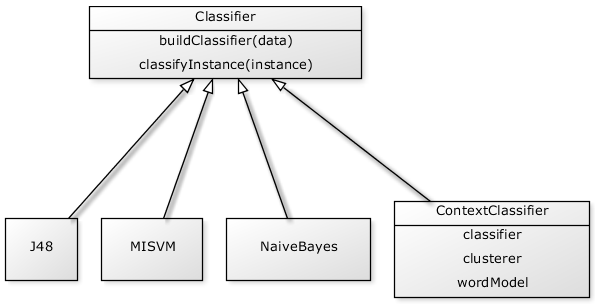 Classifier
buildClassifier(data)
classifyInstance(instance)
J48
MISVM
NaiveBayes
ContextClassifier
classifier
clusterer
wordModel